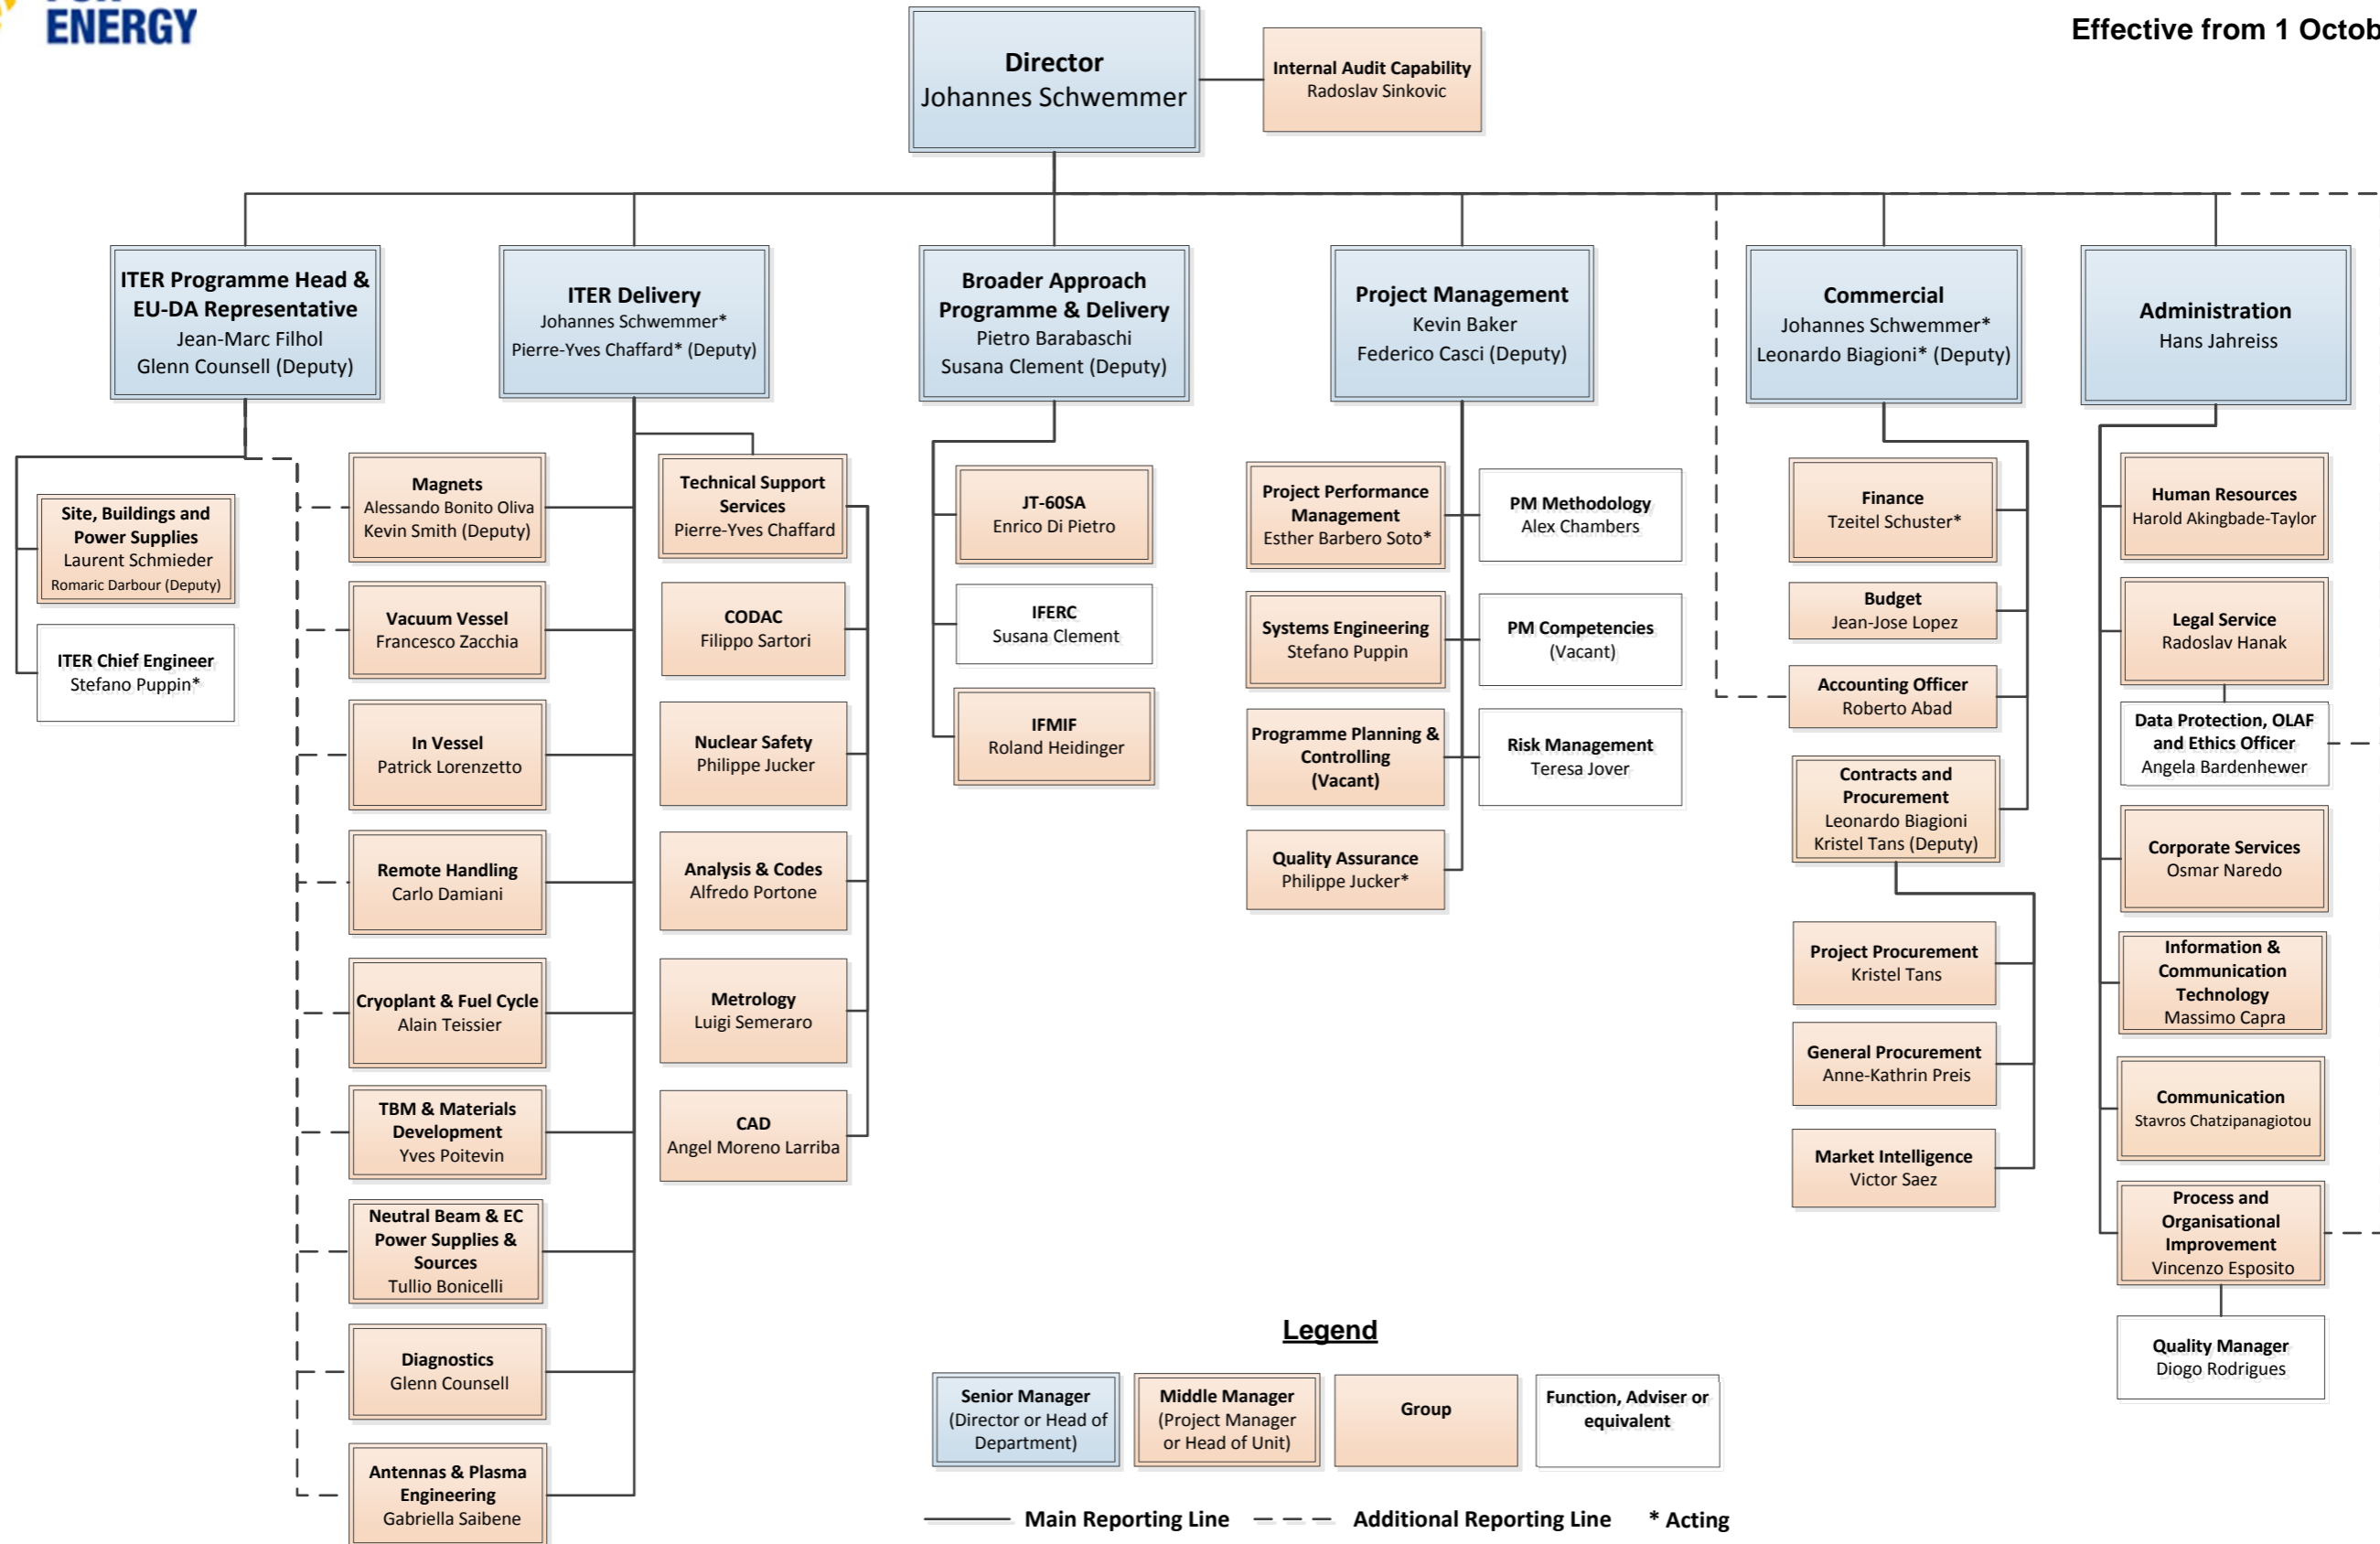 ENERGY
Effective from 1
Director
Johannes Schwemmer
Internal Audit Capability
Radoslav Sinkovic
ITER Programme Head &
EU-DA Representative
Jean-Marc Filhol
Glenn Counsell (Deputy)
ITER Delivery
Johannes Schwemmer*
Pierre-Yves Chaffard* (Deputy)
Broader Approach
Programme & Delivery
Pietro Barabaschi
Susana Clement (Deputy)
Project Management
Kevin Baker
Federico Casci (Deputy)
Commercial
Johannes Schwemmer*
Leonardo Biagioni* (Deputy)
Administration
Hans Jahreiss
Site, Buildings and
Power Supplies
Laurent Schmieder
Romaric Darbour (Deputy)
ITER Chief Engineer
Stefano Puppin*
Magnets
Alessando Bonito Oliva
Kevin Smith (Deputy)
Vacuum Vessel
Francesco Zacchia
In Vessel
Patrick Lorenzetto
Remote Handling
Carlo Damiani
Cryoplant & Fuel Cycle
Alain Teissier
TBM & Materials
Development
Yves Poitevin
Neutral Beam & EC
Power Supplies &
Sources
Tullio Bonicelli
Diagnostics
Glenn Counsell
Antennas & Plasma
Engineering
Gabriella Saibene
Technical Support
Services
Pierre-Yves Chaffard
CODAC
Filippo Sartori
Nuclear Safety
Philippe Jucker
Analysis & Codes
Alfredo Portone
Metrology
Luigi Semeraro
CAD
Angel Moreno Larriba
JT-60SA
Enrico Di Pietro
IFERC
Susana Clement
IFMIF
Roland Heidinger
Project Performance
Management
Esther Barbero Soto*
Systems Engineering
Stefano Puppin
Programme Planning &
Controlling
(Vacant)
Quality Assurance
Philippe Jucker*
PM Methodology
Alex Chambers
PM Competencies
(Vacant)
Risk Management
Teresa Jover
Finance
Tzeitel Schuster*
Budget
Jean-Jose Lopez
Accounting Officer
Roberto Abad
Contracts and
Procurement
Leonardo Biagioni
Kristel Tans (Deputy)
Project Procurement
Kristel Tans
General Procurement
Anne-Kathrin Preis
Market Intelligence
Victor Saez
Human Resources
Harold Akingbade-Taylor
Legal Service
Radoslav Hanak
Data Protection, OLAF
and Ethics Officer
Angela Bardenhewer
Corporate Services
Osmar Naredo
Information &
Communication
Technology
Massimo Capra
Communication
Stavros Chatzipanagiotou
Process and
Organisational
Improvement
Vincenzo Esposito
Quality Manager
Diogo Rodrigues
Legend
Senior Manager
(Director or Head of
Department)
Middle Manager
(Project Manager
or Head of Unit)
Group
Function, Adviser or
equivalent
Main Reporting Line
Additional Reporting Line
* Acting